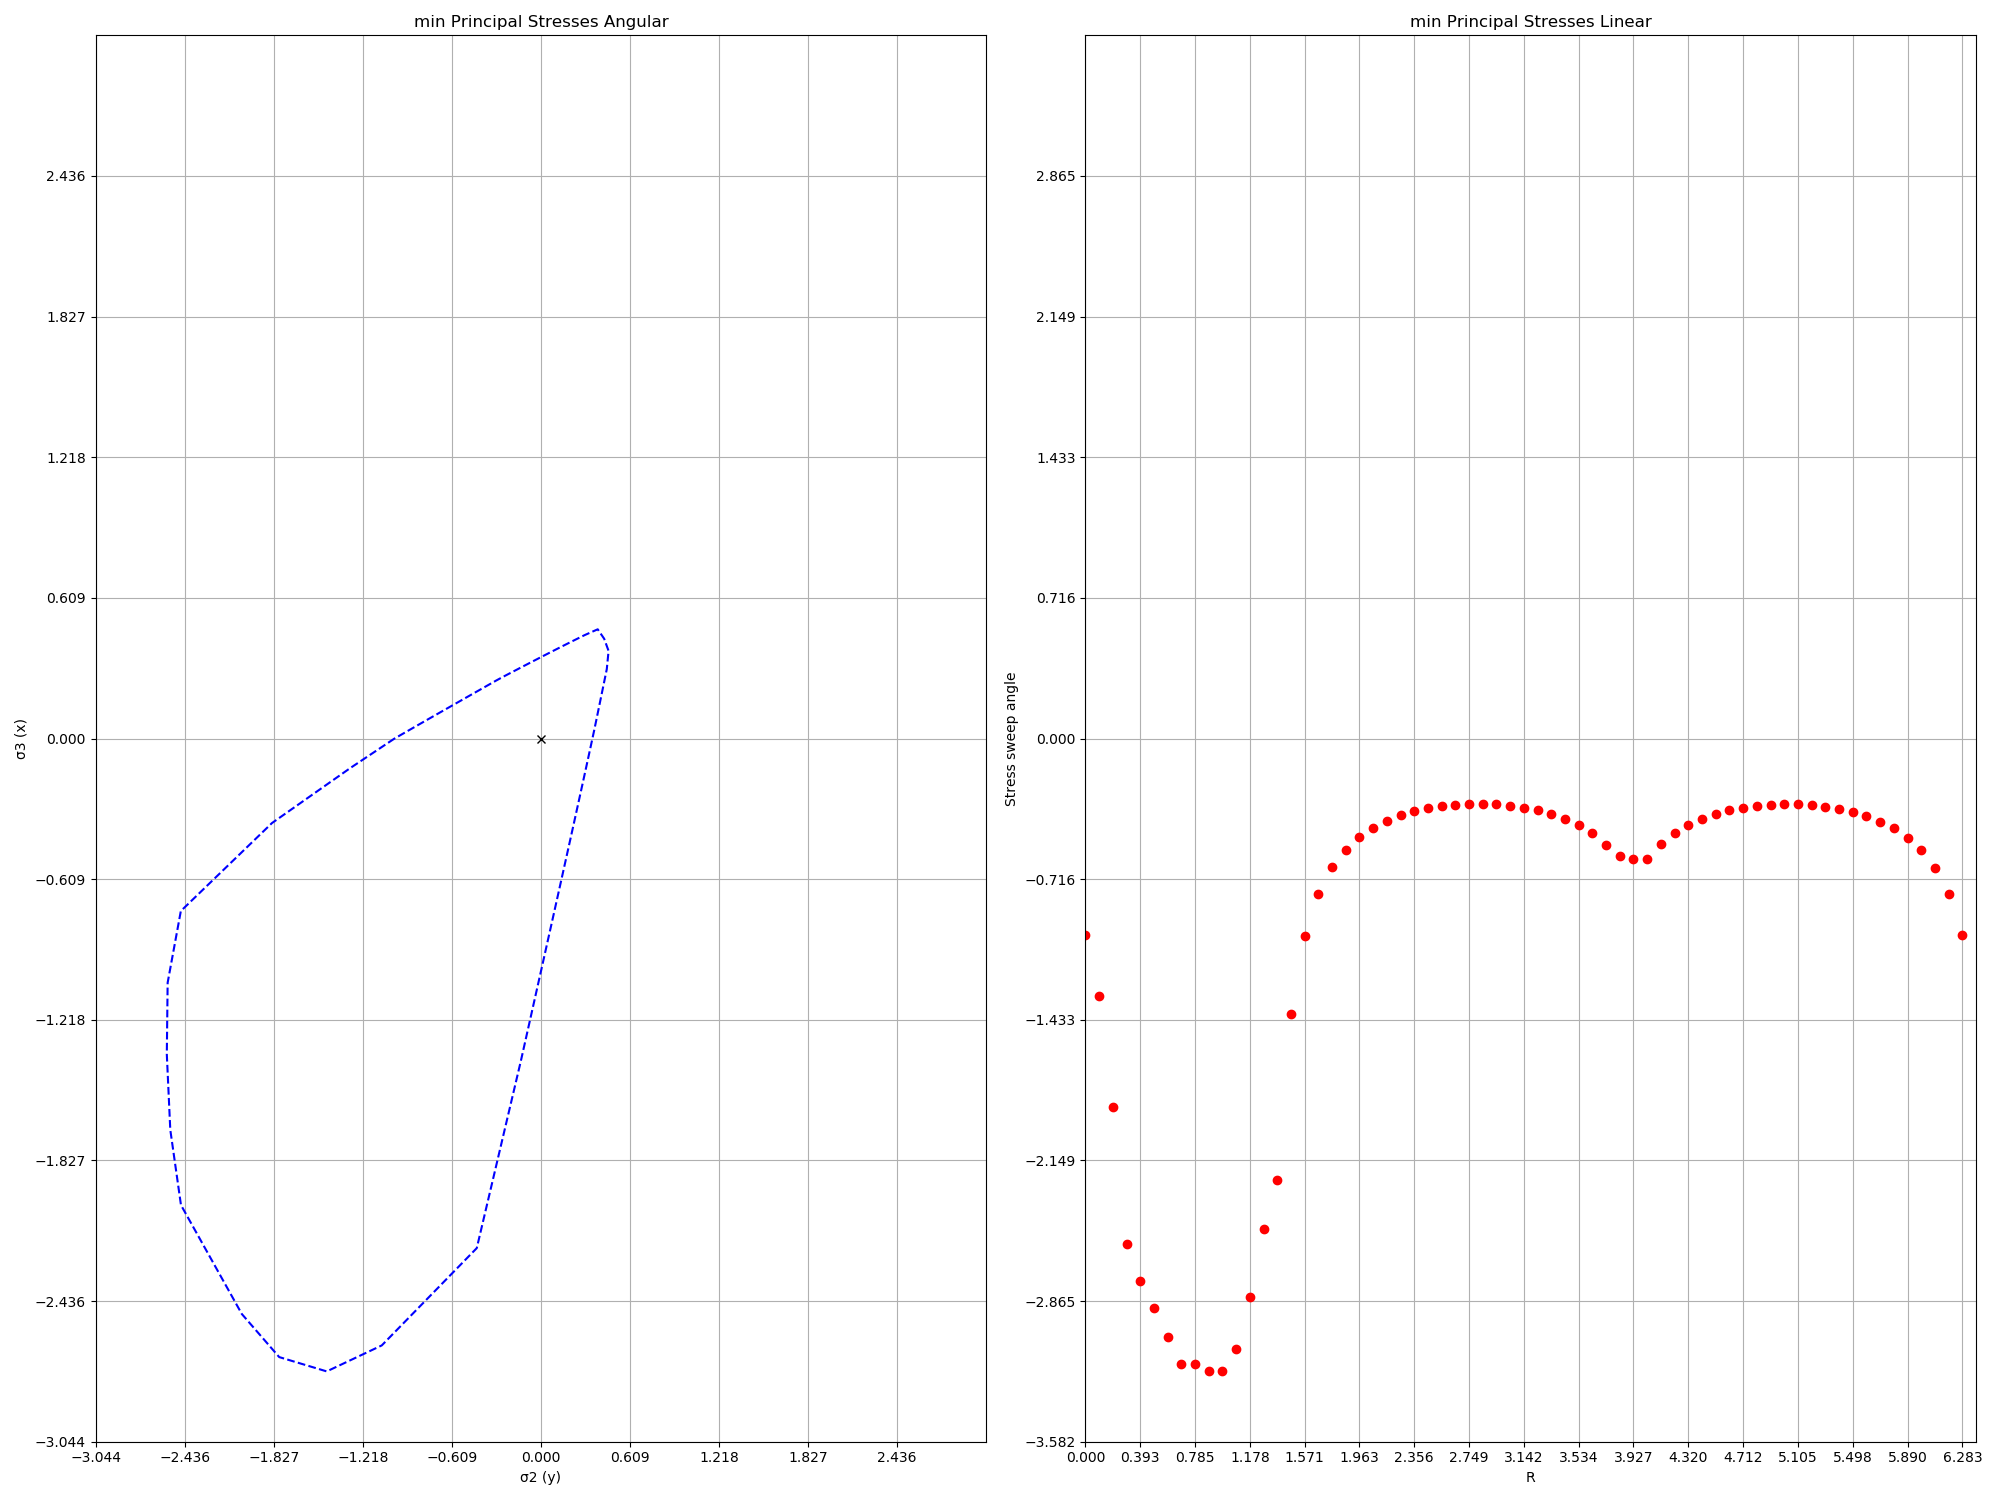 min Principal Stresses Angular
2.436
1.827
1.218
0.609
0.000
−0.609
−1.218
−1.827
−2.436
−3.044
σ3 (x)
−3.044 −2.436 −1.827 −1.218 −0.609 0.000 0.609 1.218 1.827 2.436
σ2 (y)
min Principal Stresses Linear
2.865
2.149
1.433
0.716
0.000
−0.716
−1.433
−2.149
−2.865
−3.582
Stress sweep angle
0.000 0.393 0.785 1.178 1.571 1.963 2.356 2.749 3.142 3.534 3.927 4.320 4.712 5.105 5.498 5.890 6.283
R